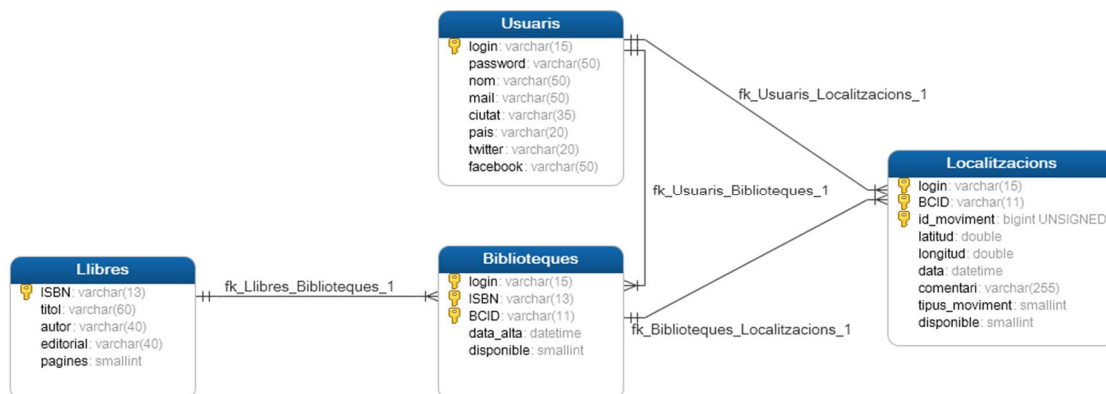 Usuaris
login: varchar(15)
password: varchar(50)
nom: varchar(50)
mail: varchar(50)
ciutat: varchar(35)
pais: varchar(20)
twitter: varchar(20)
facebook: varchar(50)
fk_Usuaris_Localitzacions_1
Localitzacions
login: varchar(15)
BCID: varchar(11)
id_moviment: bigint UNSIGNED
latitud: double
longitud: double
data: datetime
comentari: varchar(255)
tipus_moviment: smallint
disponible: smallint
fk_Usuaris_Biblioteques_1
Llibres
ISBN: varchar(13)
titol: varchar(60)
autor: varchar(40)
editorial: varchar(40)
pagines: smallint
fk_Llibres_Biblioteques_1
Biblioteques
login: varchar(15)
ISBN: varchar(13)
BCID: varchar(11)
data_alta: datetime
disponible: smallint
fk_Biblioteques_Localitzacions_1